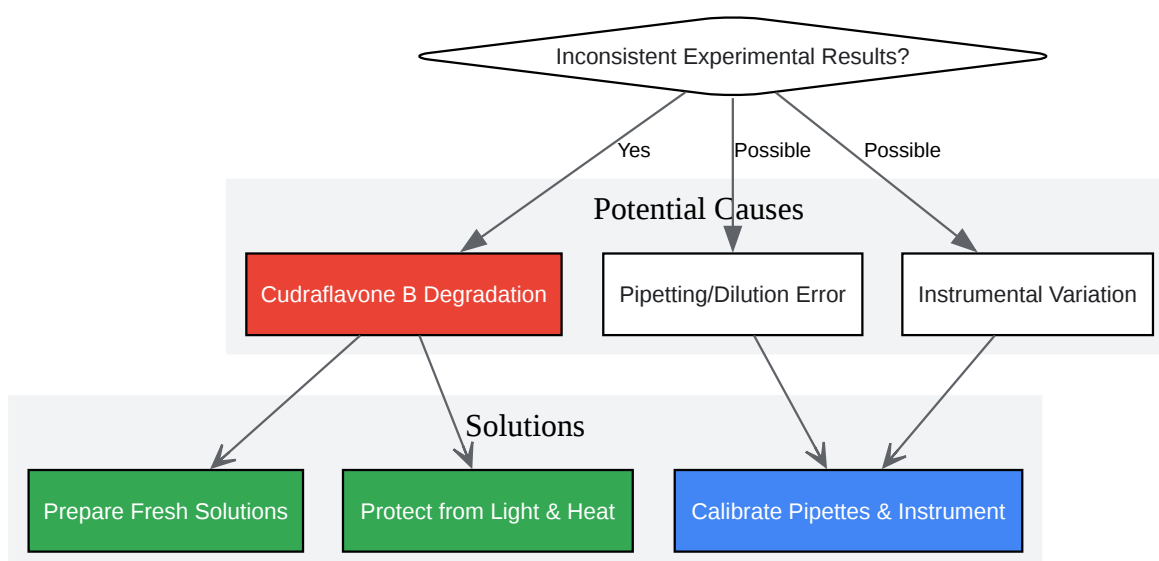 Inconsistent Experimental Results?
Yes
Possible
Possible
Potential Causes
Cudraflavone B Degradation
Pipetting/Dilution Error
Instrumental Variation
Solutions
Prepare Fresh Solutions
Protect from Light & Heat
Calibrate Pipettes & Instrument